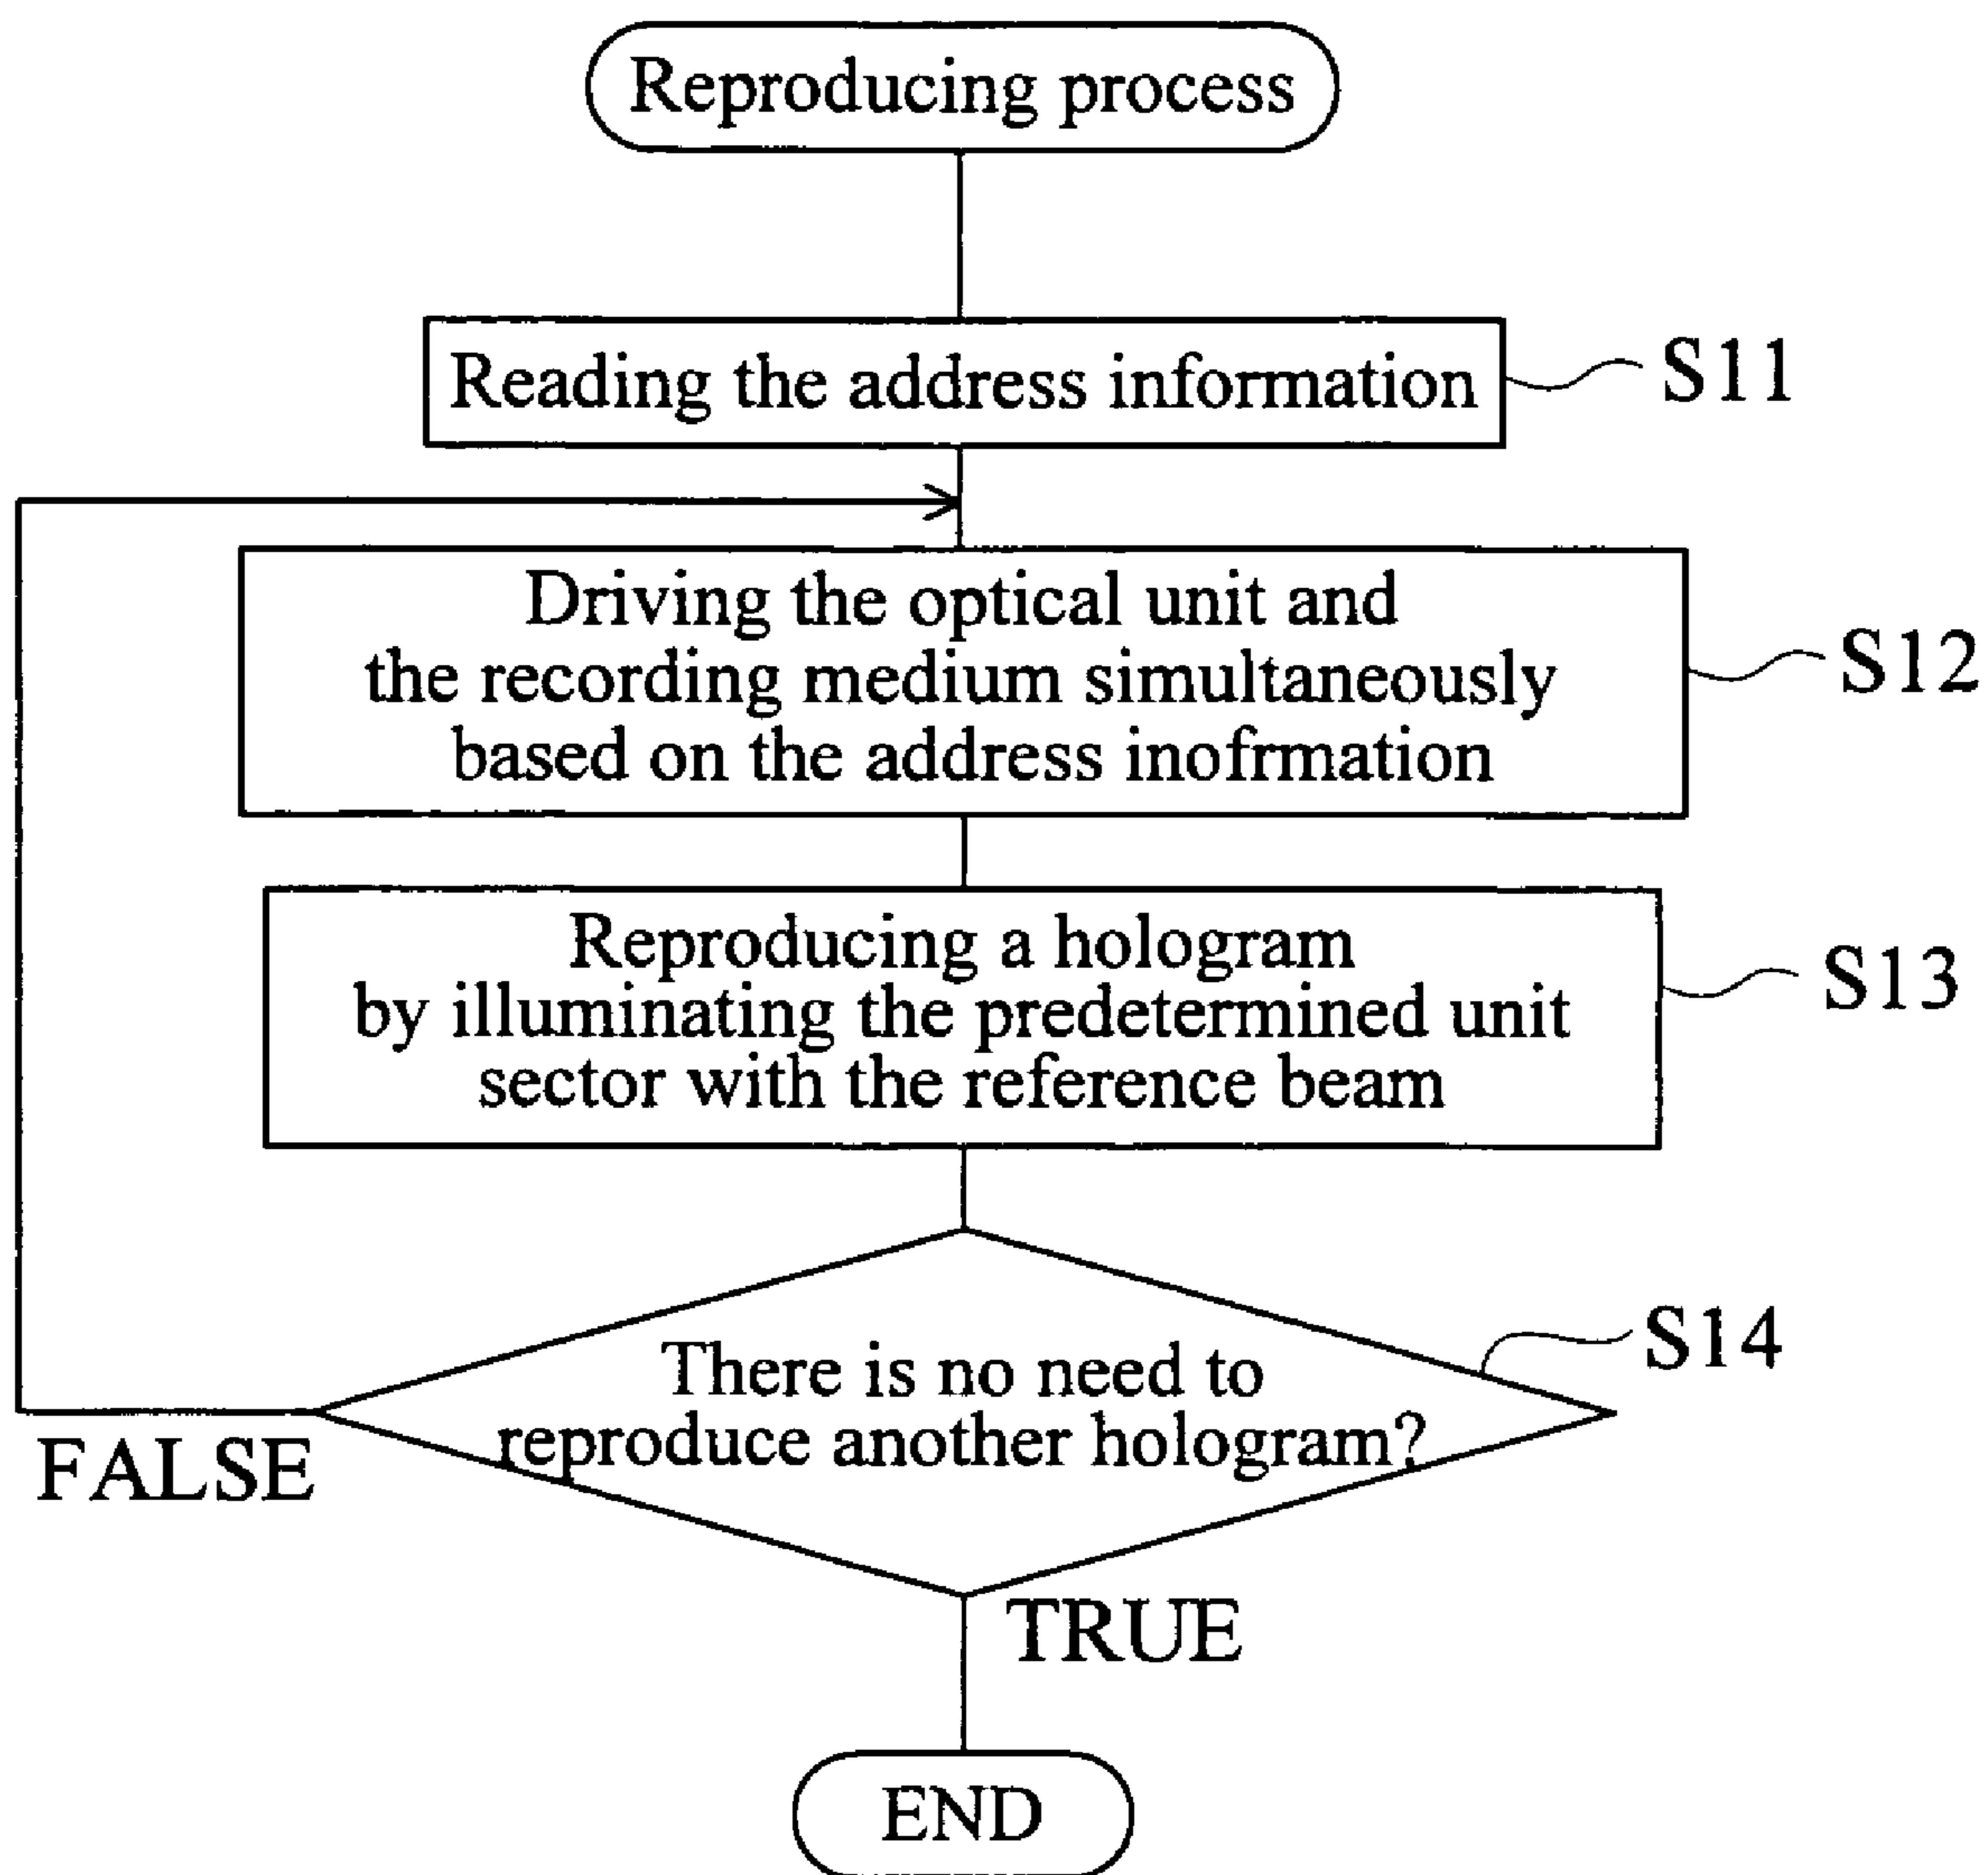 Reproducing process
Reading the address information
S11
Driving the optical unit and
the recording medium simultaneously
based on the address inofrmation
S12
Reproducing a hologram
by illuminating the predetermined unit
sector with the reference beam
S13
There is no need to
reproduce another hologram?
S14
FALSE
TRUE
END